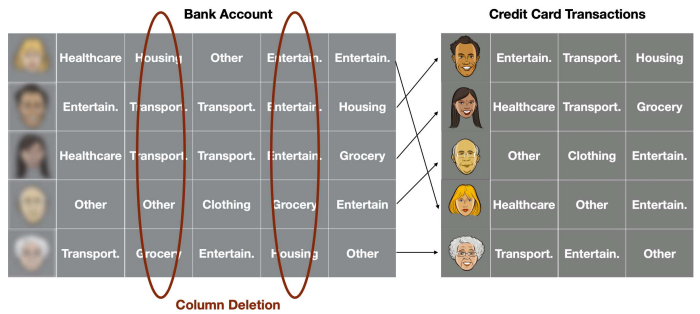 Bank Account Credit Card Transactions
Healthcare Housing Other Entertain. Entertain. Entertain. Transport. Housing
Entertain. Transport. Transport. Entertain. Housing Healthcare Transport. Grocery
Healthcare Transport. Transport. Entertain. Grocery Other Clothing Entertain.
Other Other Clothing Grocery Entertain Healthcare Other Entertain.
Transport. Grocery Entertain. Housing Other Transport. Entertain. Other
Column Deletion